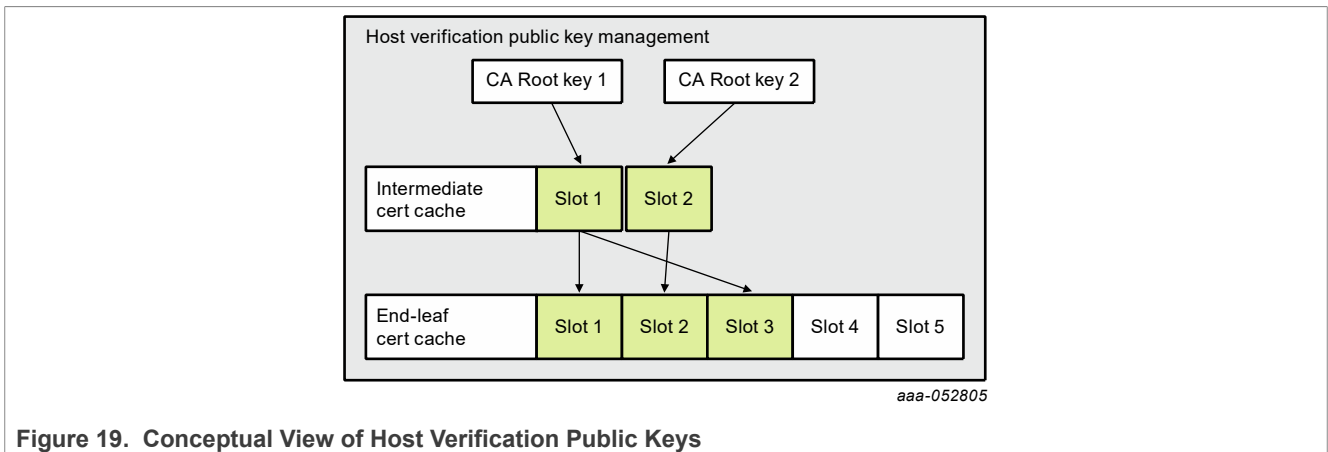 Host verification public key management
CA Root key 1
CA Root key 2
Intermediate
cert cache
Slot 1
Slot 2
End-leaf
cert cache
Slot 1
Slot 2
Slot 3
Slot 4
Slot 5
aaa-052805
Figure 19. Conceptual View of Host Verification Public Keys